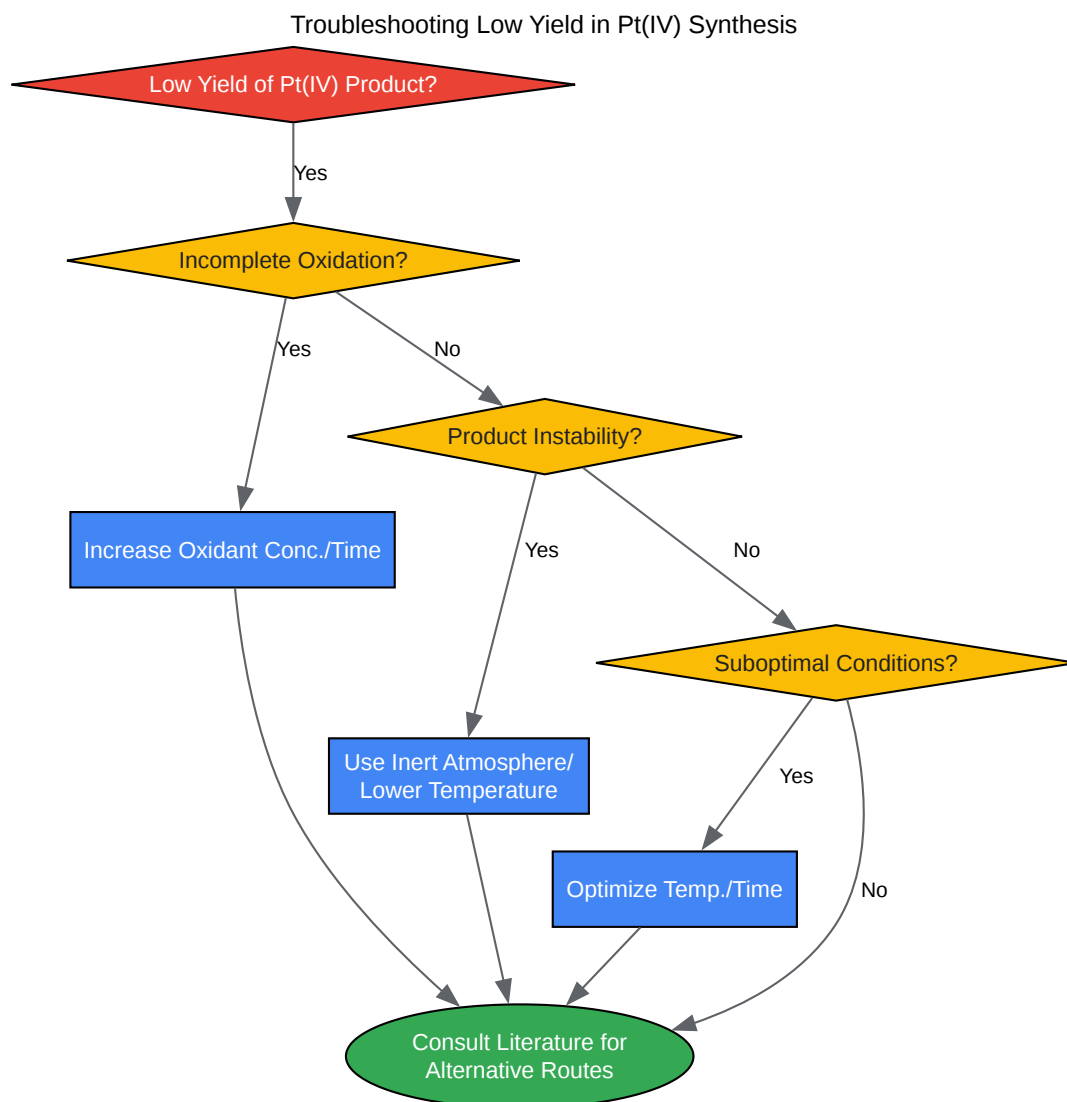 Troubleshooting Low Yield in Pt(IV) Synthesis
Low Yield of Pt(IV) Product?
Yes
Incomplete Oxidation?
Yes
No
Product Instability?
Increase Oxidant Conc./Time
Yes
No
Suboptimal Conditions?
Use Inert Atmosphere/
Lower Temperature
Yes
Optimize Temp./Time
No
Consult Literature for
Alternative Routes